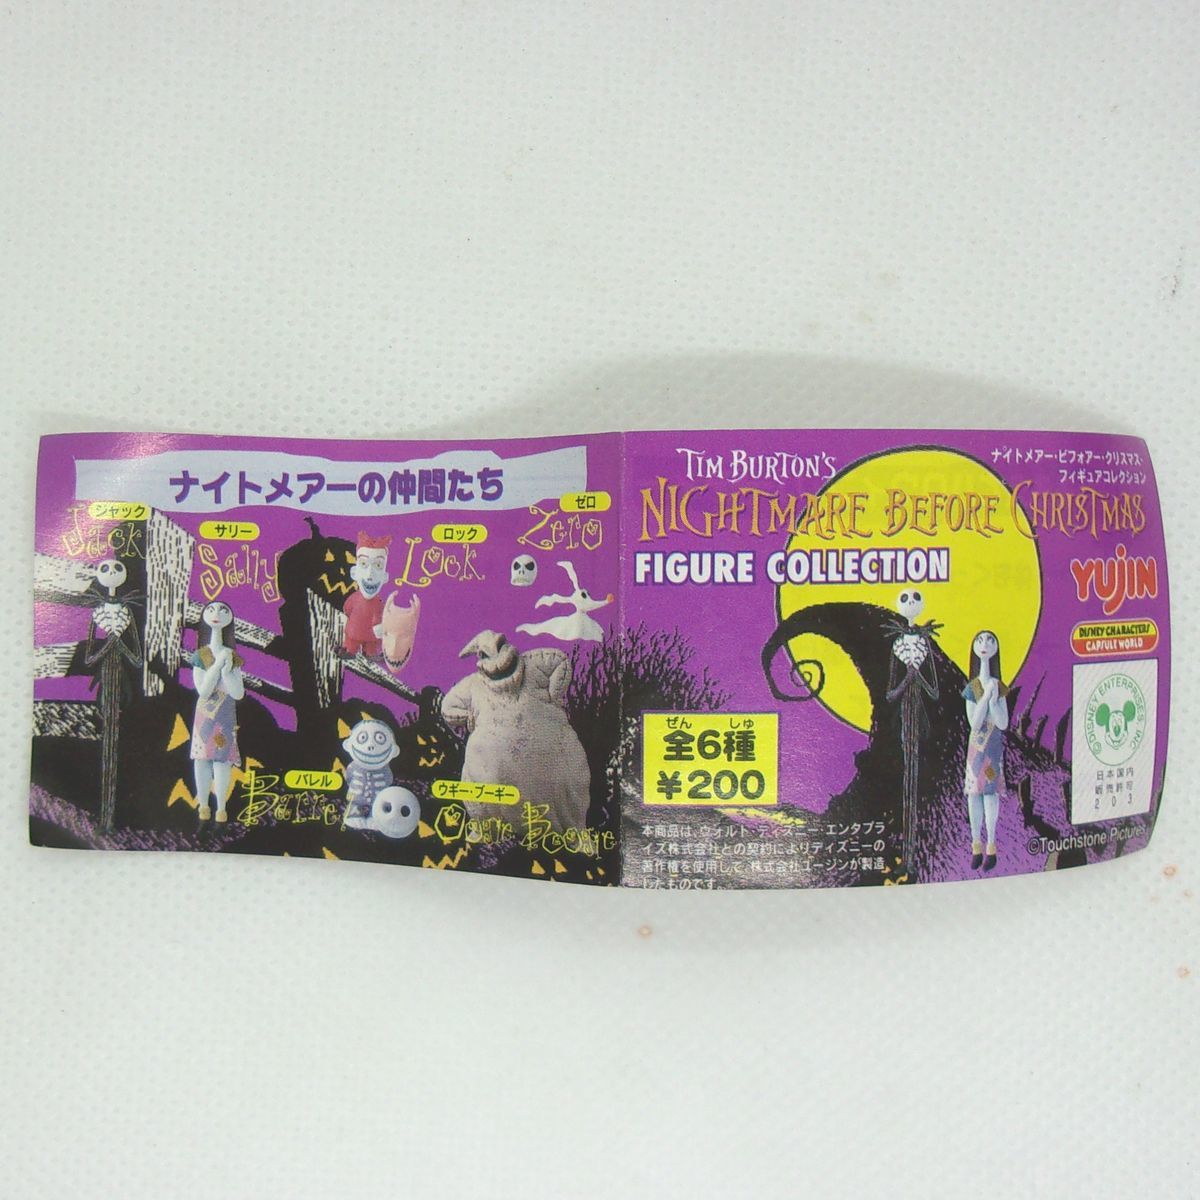 ナイトメアーの仲間たち
ジャック
Jack
サリー
Sally
ロック
Lock
ゼロ
Zero
バレル
Barrel
ウギー・ブーギー
Oogie Boogie
TIM BURTON'S
NIGHTMARE BEFORE CHRISTMAS
FIGURE COLLECTION
ナイトメアー・ビフォアー・クリスマス・
フィギュアコレクション
YUJIN
DISNEY CHARACTERS
CAPSULE WORLD
©DISNEY ENTERPRISES, INC
日本国内
販売許可
203
ぜん しゅ
全6種
¥200
本商品は、ウォルト・ディズニー・エンタプラ
イズ株式会社との契約によりディズニーの
著作権を使用して、株式会社ユージンが製造
したものです。
©Touchstone Pictures